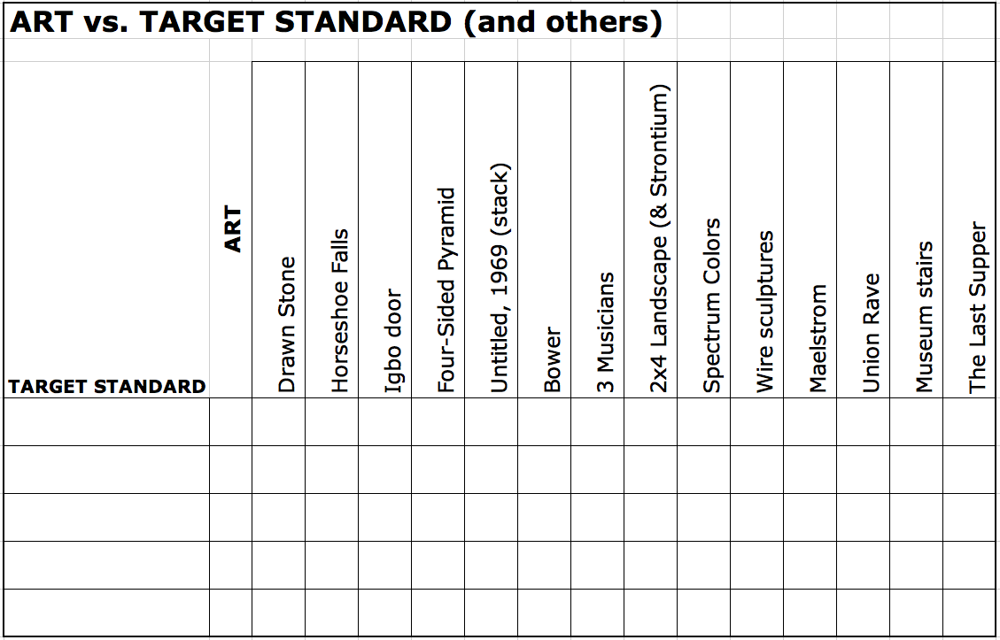 ART vs. TARGET STANDARD (and others)
TARGET STANDARD
ART
Drawn Stone
Horseshoe Falls
Igbo door
Four-Sided Pyramid
Untitled, 1969 (stack)
Bower
3 Musicians
2x4 Landscape (& Strontium)
Spectrum Colors
Wire sculptures
Maelstrom
Union Rave
Museum stairs
The Last Supper